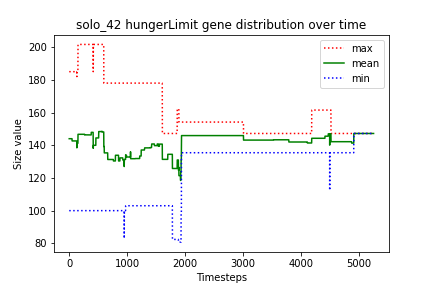 solo_42 hungerLimit gene distribution over time
max
mean
min
200
180
160
140
120
100
80
Size value
0 1000 2000 3000 4000 5000
Timesteps